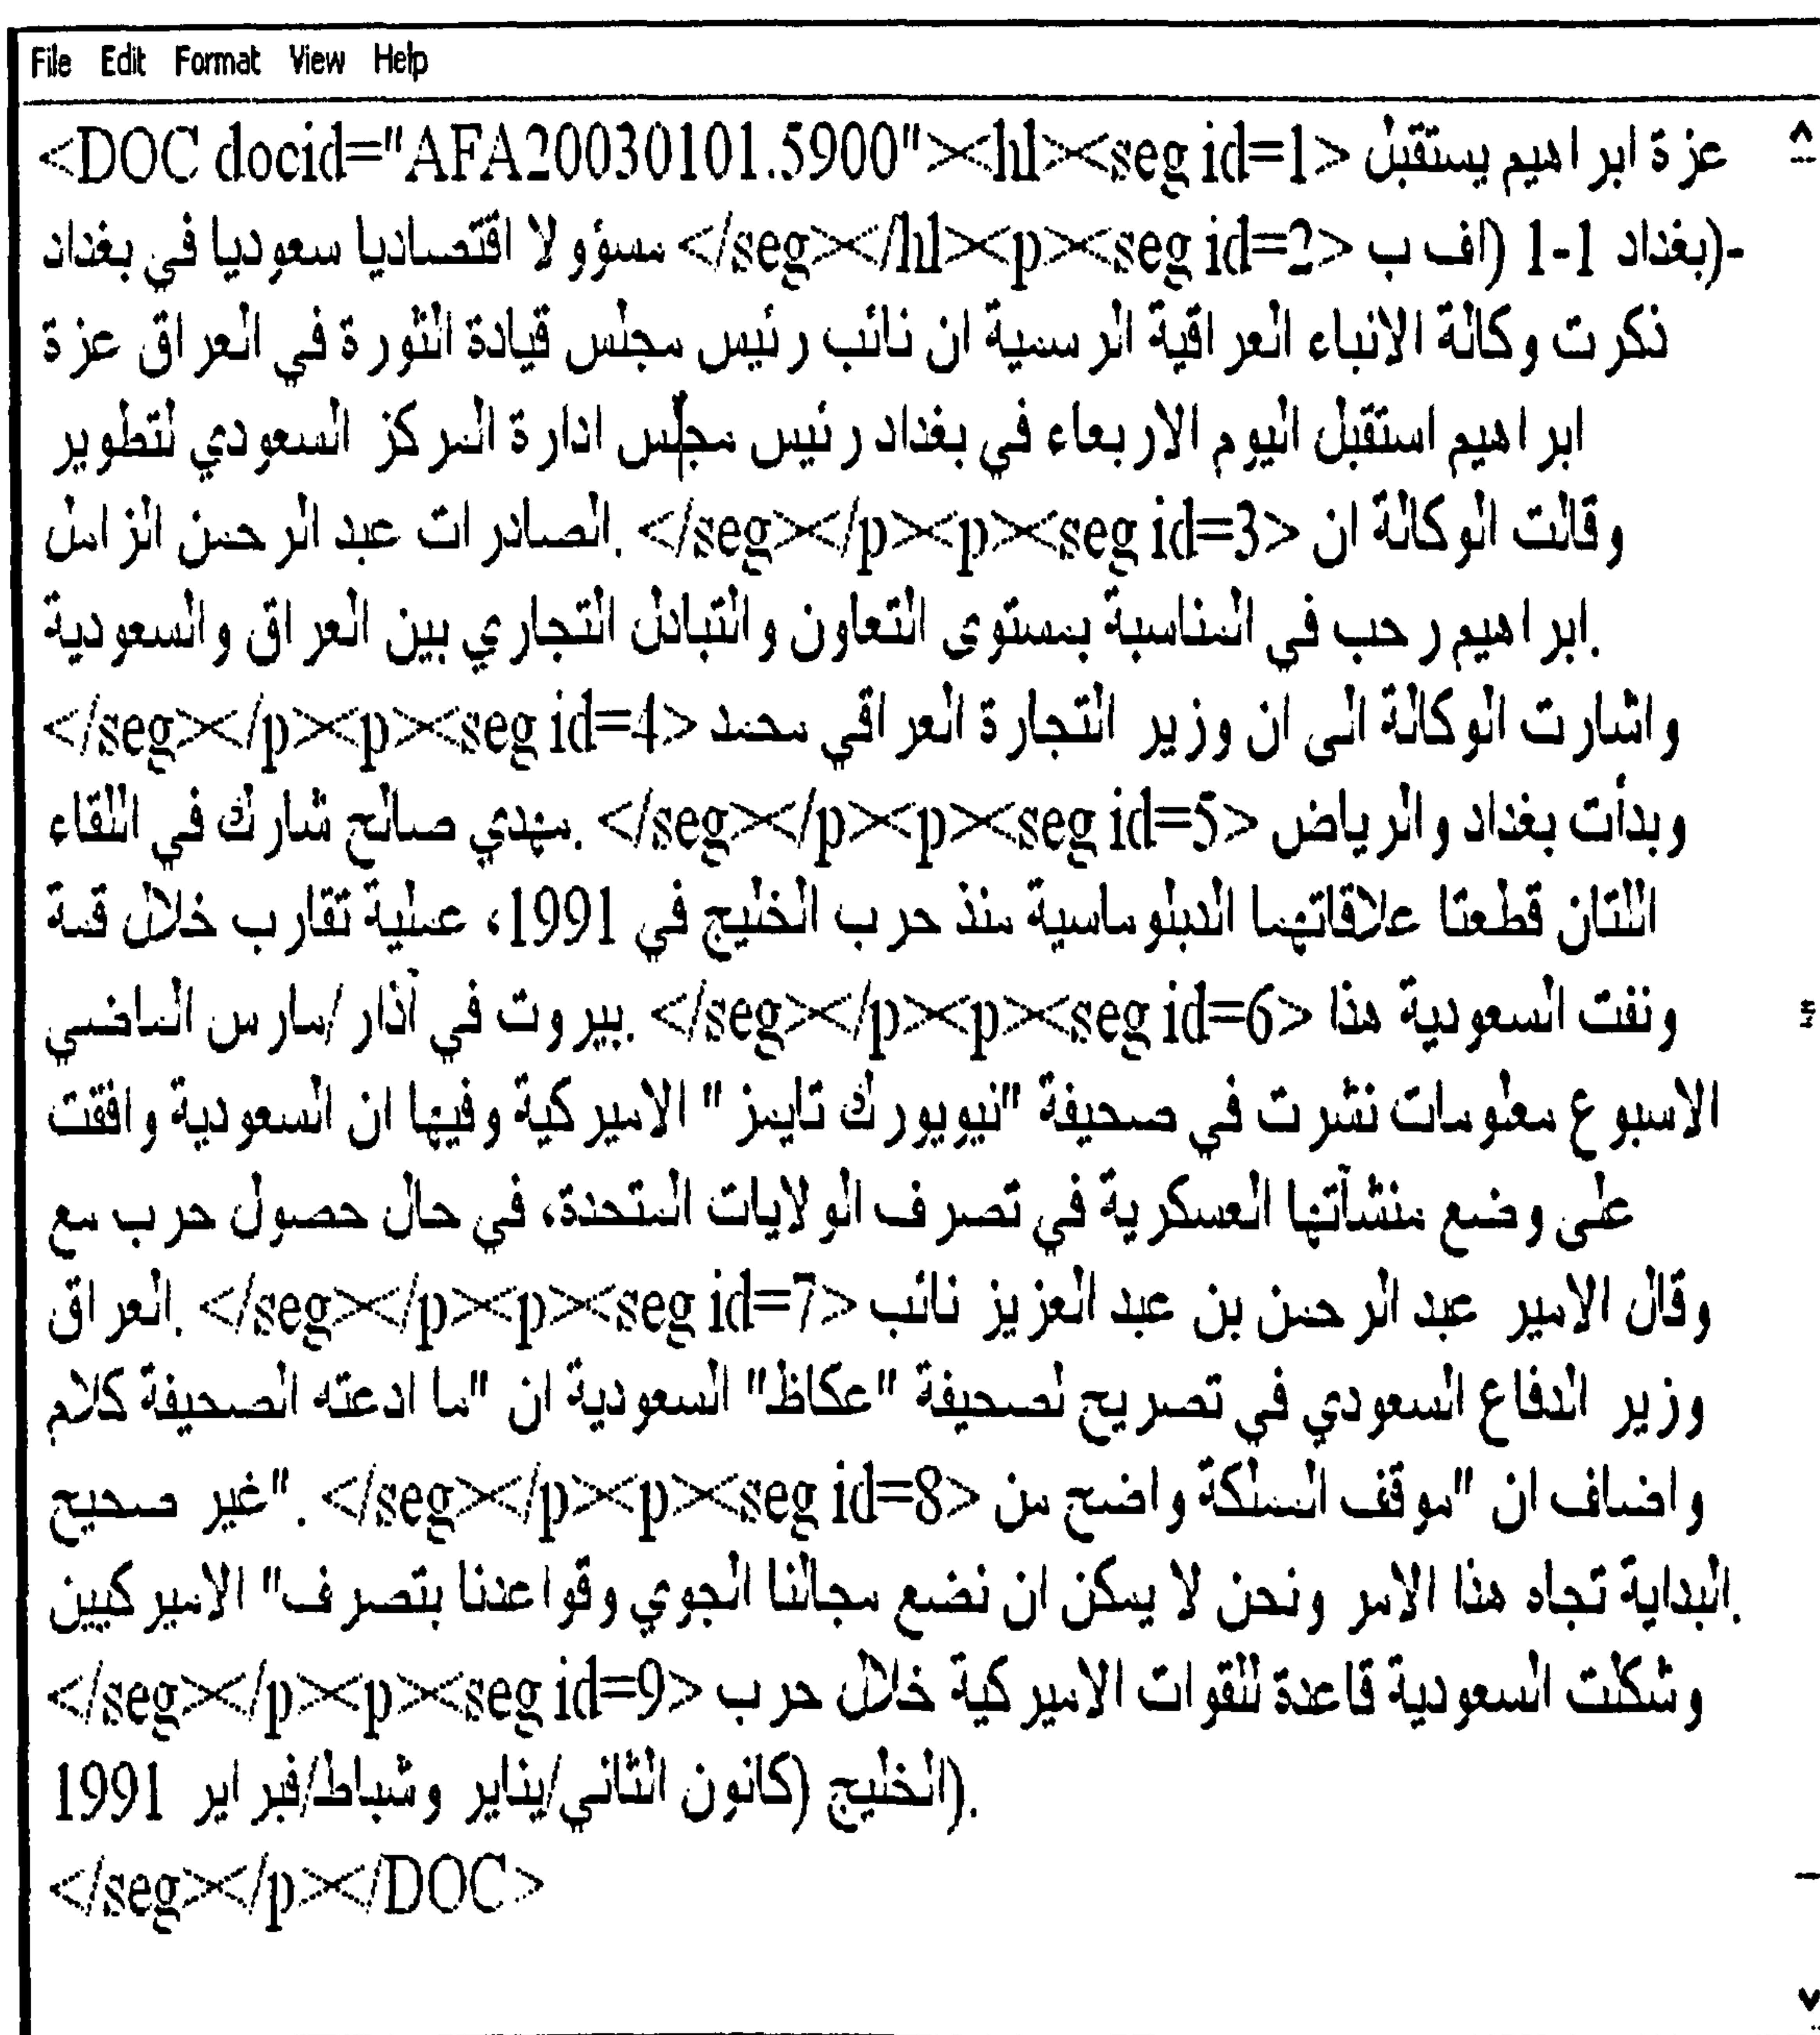 File Edit Format View Help
<DOC docid="AFA20030101.5900"><hl><seg id=1> عزة ابراهيم يستقبل
مسؤولا اقتصاديا سعوديا في بغداد </seg></hl><p><seg id=2> بغداد 1-1 (اف ب)-
ذكرت وكالة الانباء العراقية الرسمية ان نائب رئيس مجلس قيادة الثورة في العراق عزة
ابراهيم استقبل اليوم الاربعاء في بغداد رئيس مجلس ادارة المركز السعودي لتطوير
الصادرات عبد الرحمن الزامل. </seg></p><p><seg id=3> وقالت الوكالة ان
ابراهيم رحب في المناسبة بمستوى التعاون والتبادل التجاري بين العراق والسعودية.
</seg></p><p><seg id=4> واشارت الوكالة الى ان وزير التجارة العراقي محمد
مهدي صالح شارك في اللقاء. </seg></p><p><seg id=5> وبدأت بغداد والرياض
اللتان قطعتا علاقاتهما الدبلوماسية منذ حرب الخليج في 1991، عملية تقارب خلال قمة
بيروت في آذار/مارس الماضي. </seg></p><p><seg id=6> ونفت السعودية هذا
الاسبوع معلومات نشرت في صحيفة "نيويورك تايمز" الاميركية وفيها ان السعودية وافقت
على وضع منشآتها العسكرية في تصرف الولايات المتحدة، في حال حصول حرب مع
العراق. </seg></p><p><seg id=7> وقال الامير عبد الرحمن بن عبد العزيز نائب
وزير الدفاع السعودي في تصريح لصحيفة "عكاظ" السعودية ان "ما ادعته الصحيفة كلام
غير صحيح". </seg></p><p><seg id=8> واضاف ان "موقف المملكة واضح من
البداية تجاه هذا الامر ونحن لا يمكن ان نضع مجالنا الجوي وقواعدنا بتصرف" الاميركيين.
</seg></p><p><seg id=9> وشكلت السعودية قاعدة للقوات الاميركية خلال حرب
الخليج (كانون الثاني/يناير وشباط/فبراير 1991).
</seg></p></DOC>